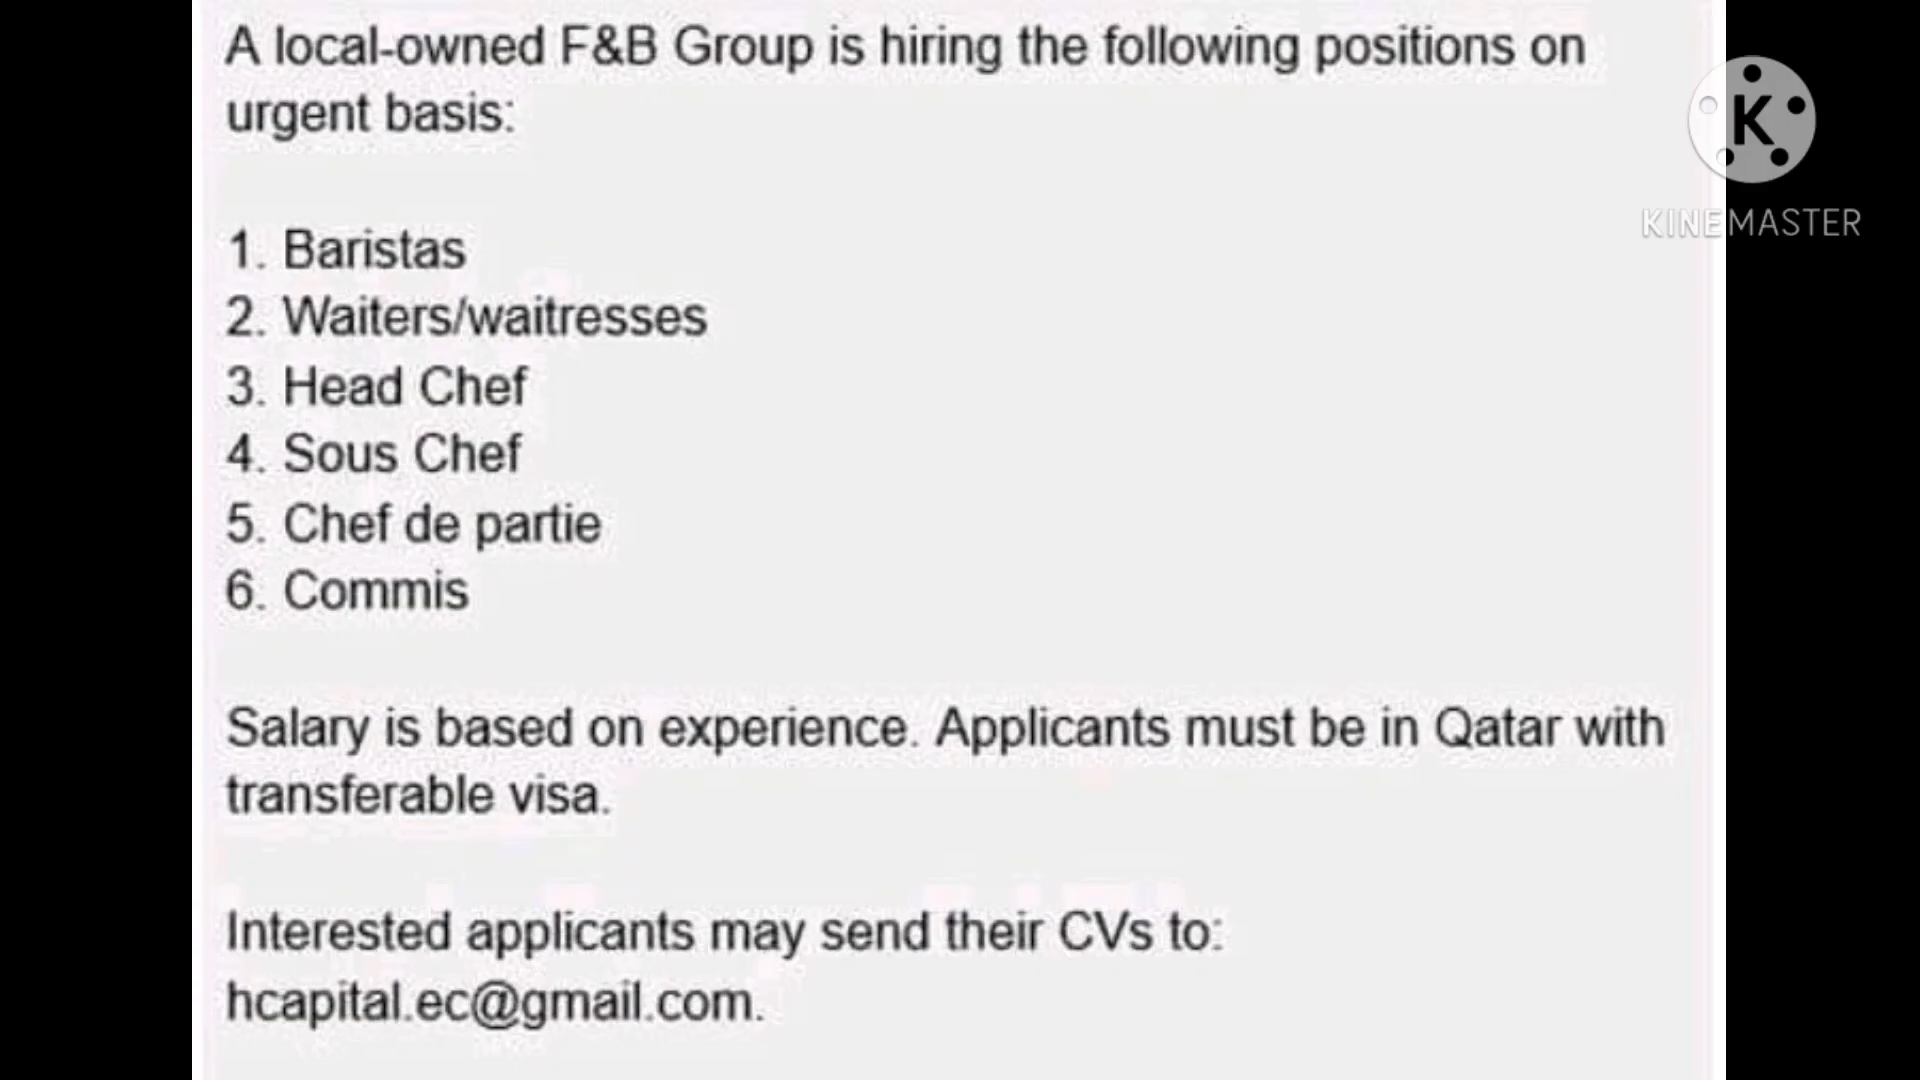 A local-owned F&B Group is hiring the following positions on
urgent basis:
1. Baristas
2. Waiters/waitresses
3. Head Chef
4. Sous Chef
5. Chef de partie
6. Commis
Salary is based on experience. Applicants must be in Qatar with
transferable visa.
Interested applicants may send their CVs to:
hcapital.ec@gmail.com.
K
KINEMASTER